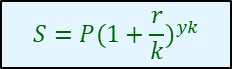 S = P(1 + r/k)^{yk}